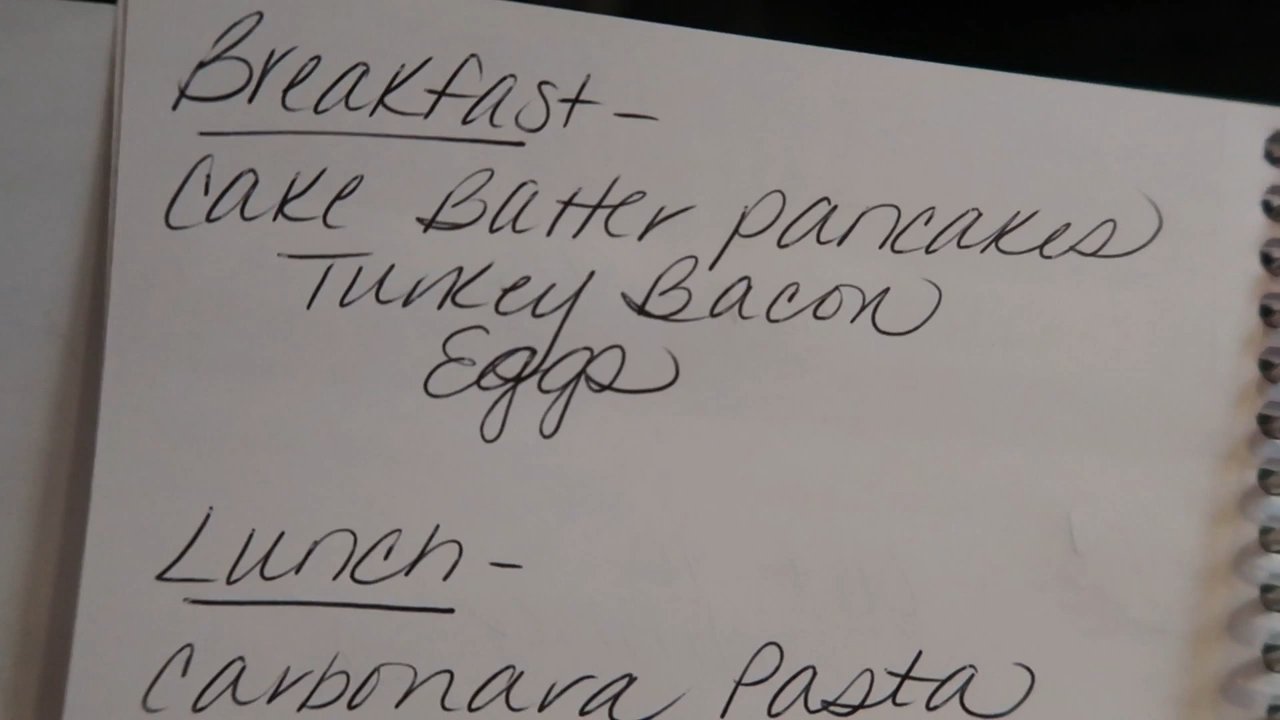 Breakfast -
Cake Batter pancakes
Turkey Bacon
Eggs
Lunch -
Carbonara Pasta